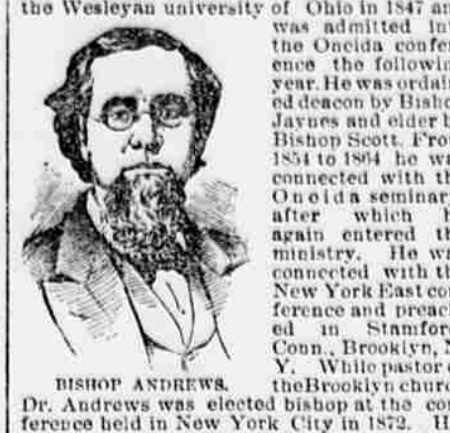 the Wesleyan university of Ohio in 1847 an
was admitted int
the Oneida confer
ence the followin
year. He was ordain
ed deacon by Bisho
Jaynes and elder b
Bishop Scott. Fro
1854 to 1864 he wa
connected with th
Oneida seminary
after which h
again entered th
ministry. He wa
connected with th
New York East con
ference and preach
ed in Stamford
Conn., Brooklyn, N
Y. While pastor o
the Brooklyn churc
BISHOP ANDREWS.
Dr. Andrews was elected bishop at the con
ference held in New York City in 1872. H